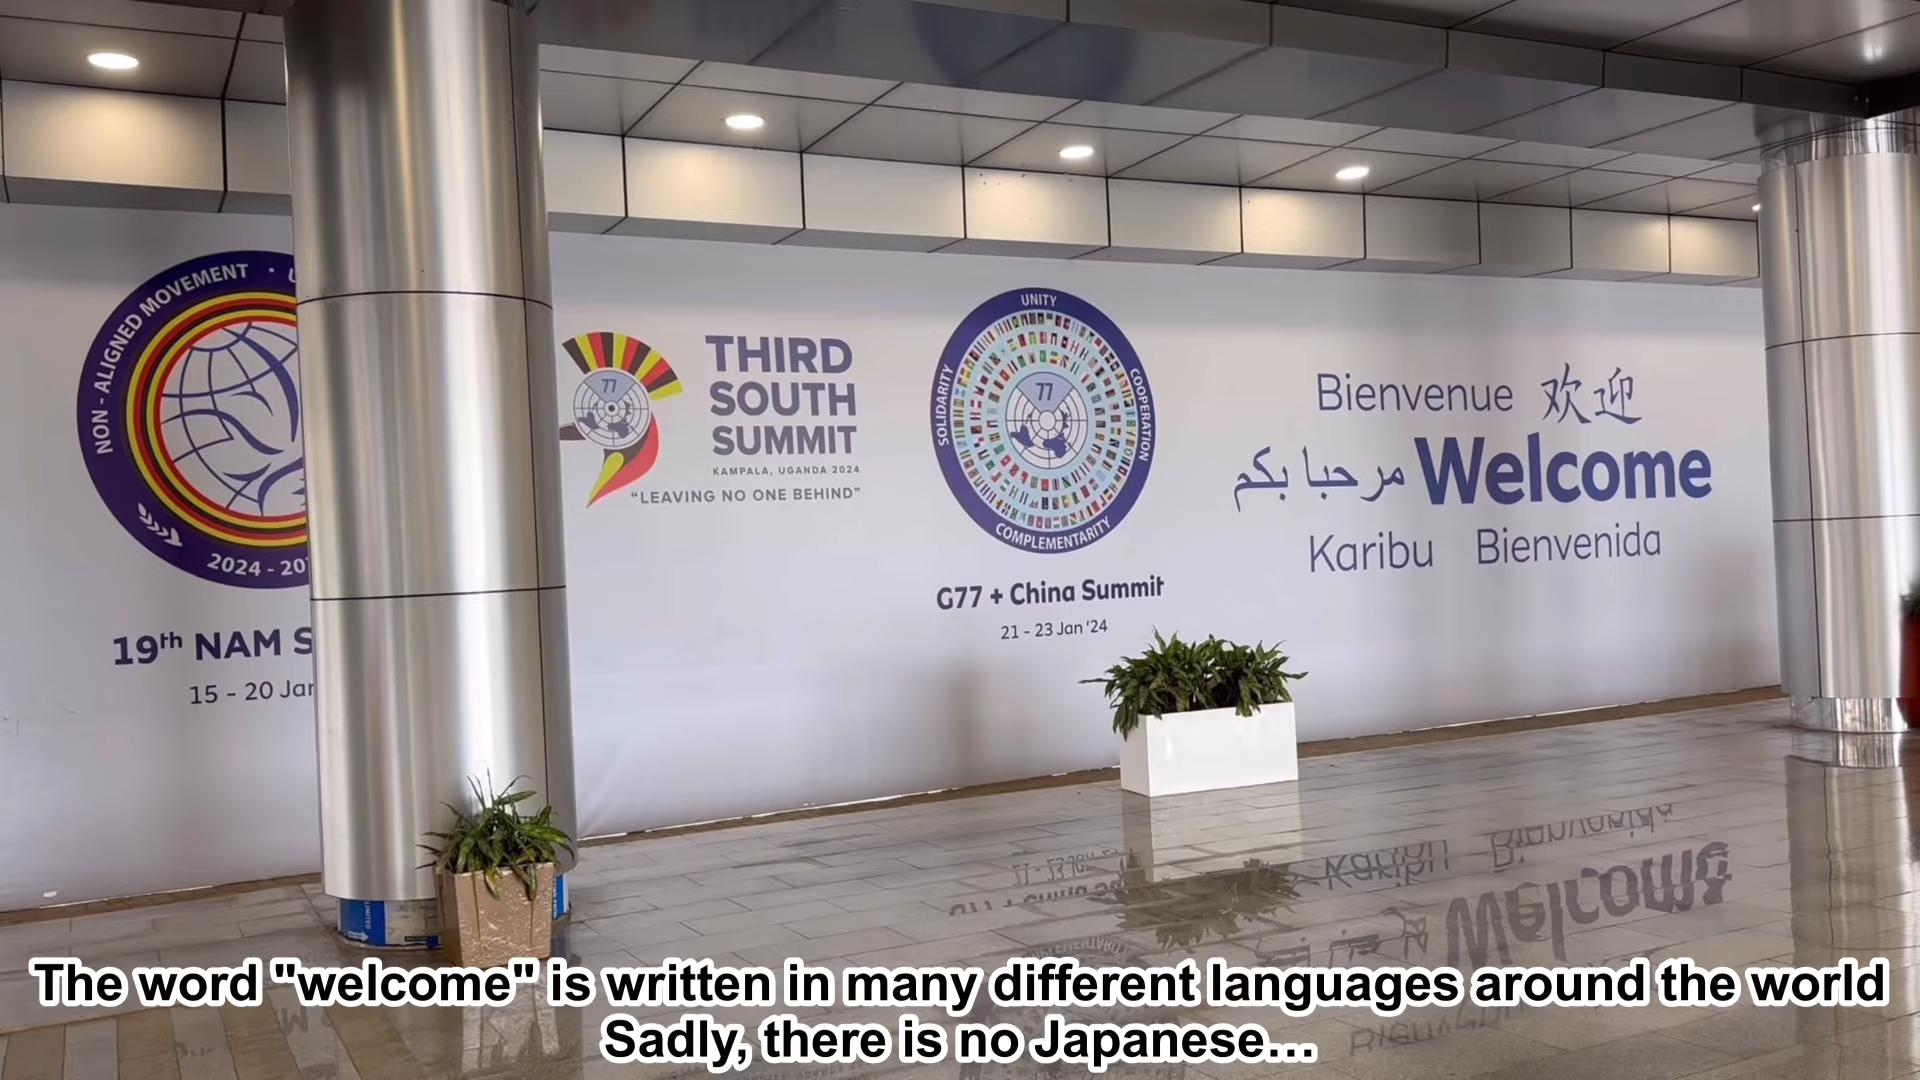 NON - ALIGNED MOVEMENT
2024 - 20
19th NAM S
15 - 20 Jan
77
THIRD
SOUTH
SUMMIT
KAMPALA, UGANDA 2024
"LEAVING NO ONE BEHIND"
UNITY
SOLIDARITY
COOPERATION
77
COMPLEMENTARITY
G77 + China Summit
21 - 23 Jan '24
Bienvenue 欢迎
مرحبا بكم Welcome
Karibu Bienvenida
The word "welcome" is written in many different languages around the world
Sadly, there is no Japanese...